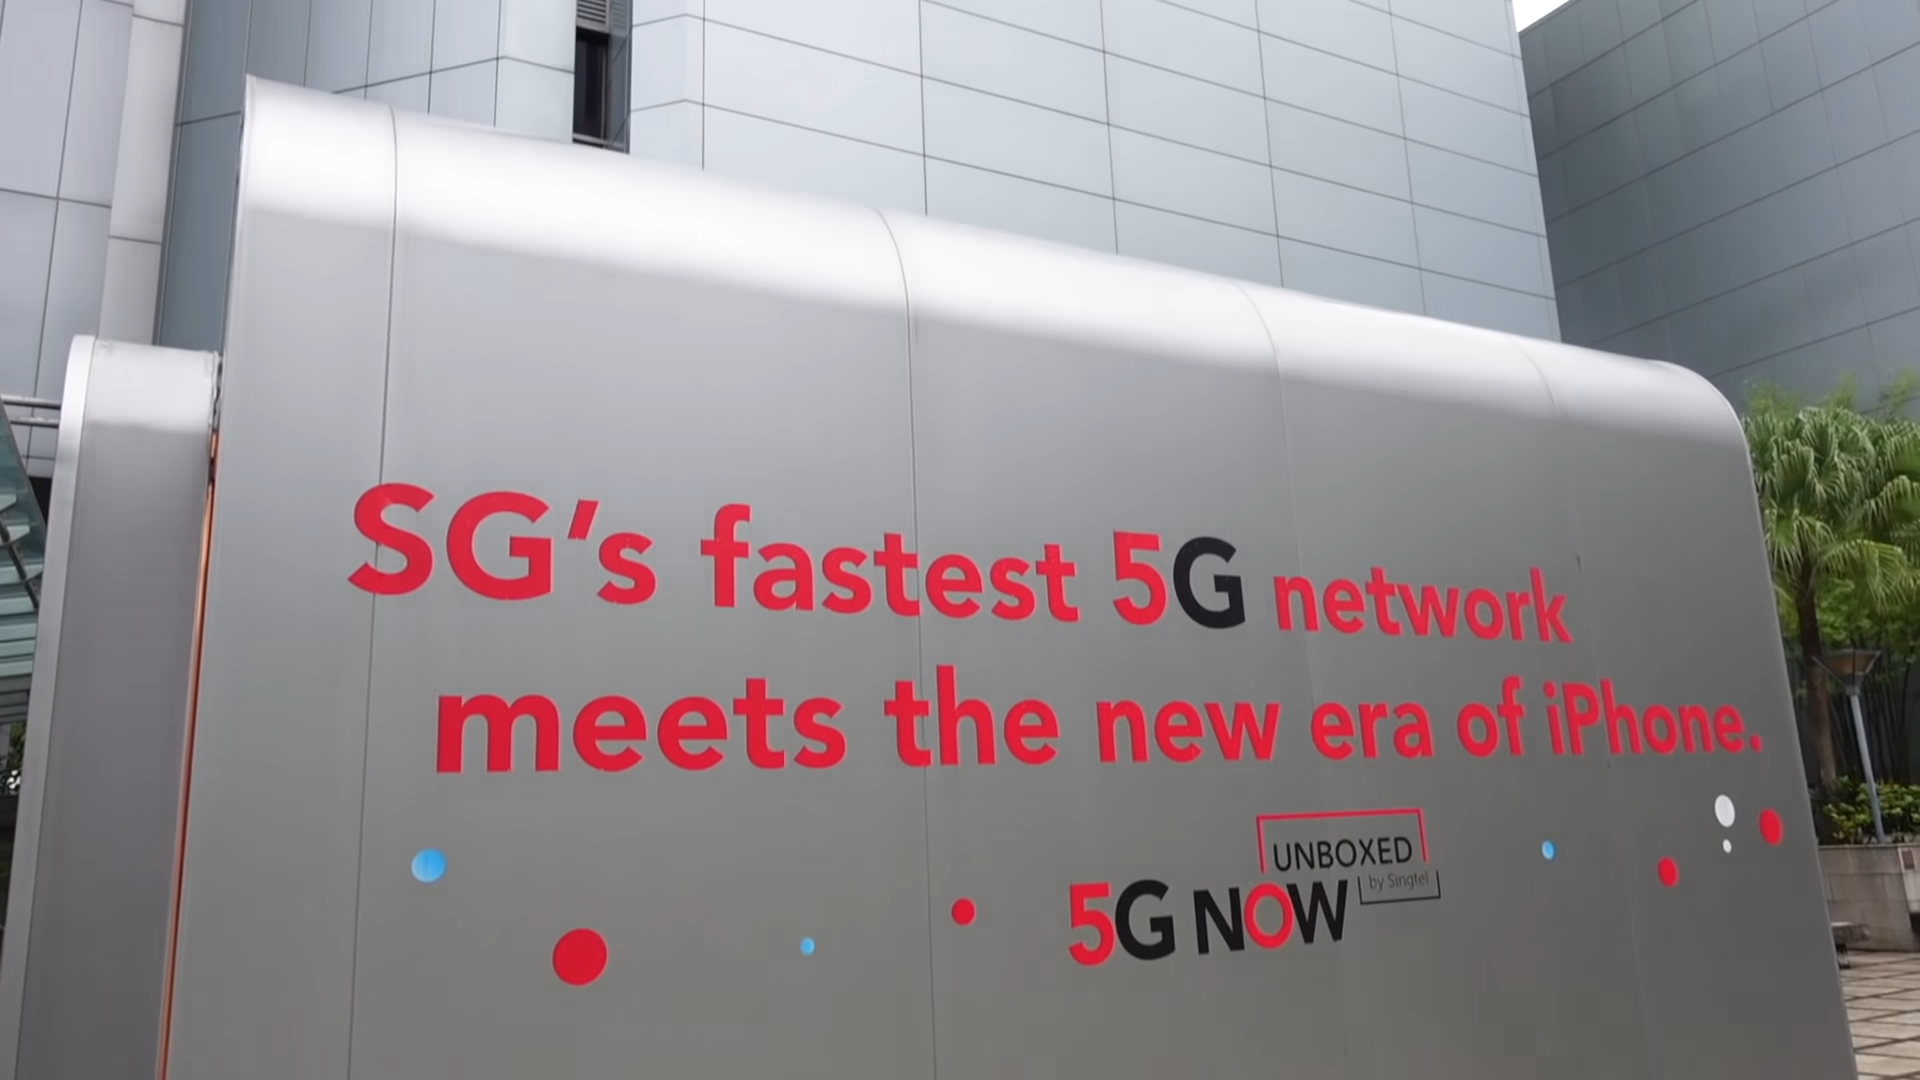 SG's fastest 5G network
meets the new era of iPhone.
UNBOXED
by Singtel
5G NOW